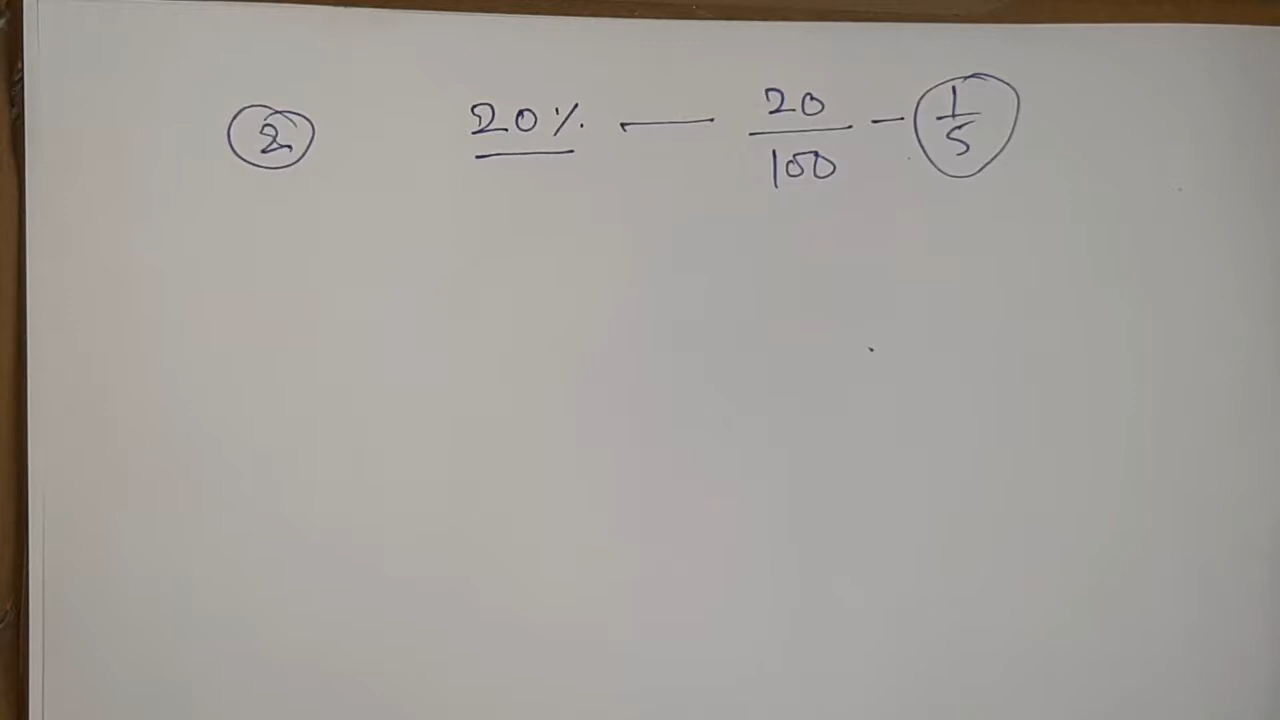 ② 20% — 20/100 – 1/5